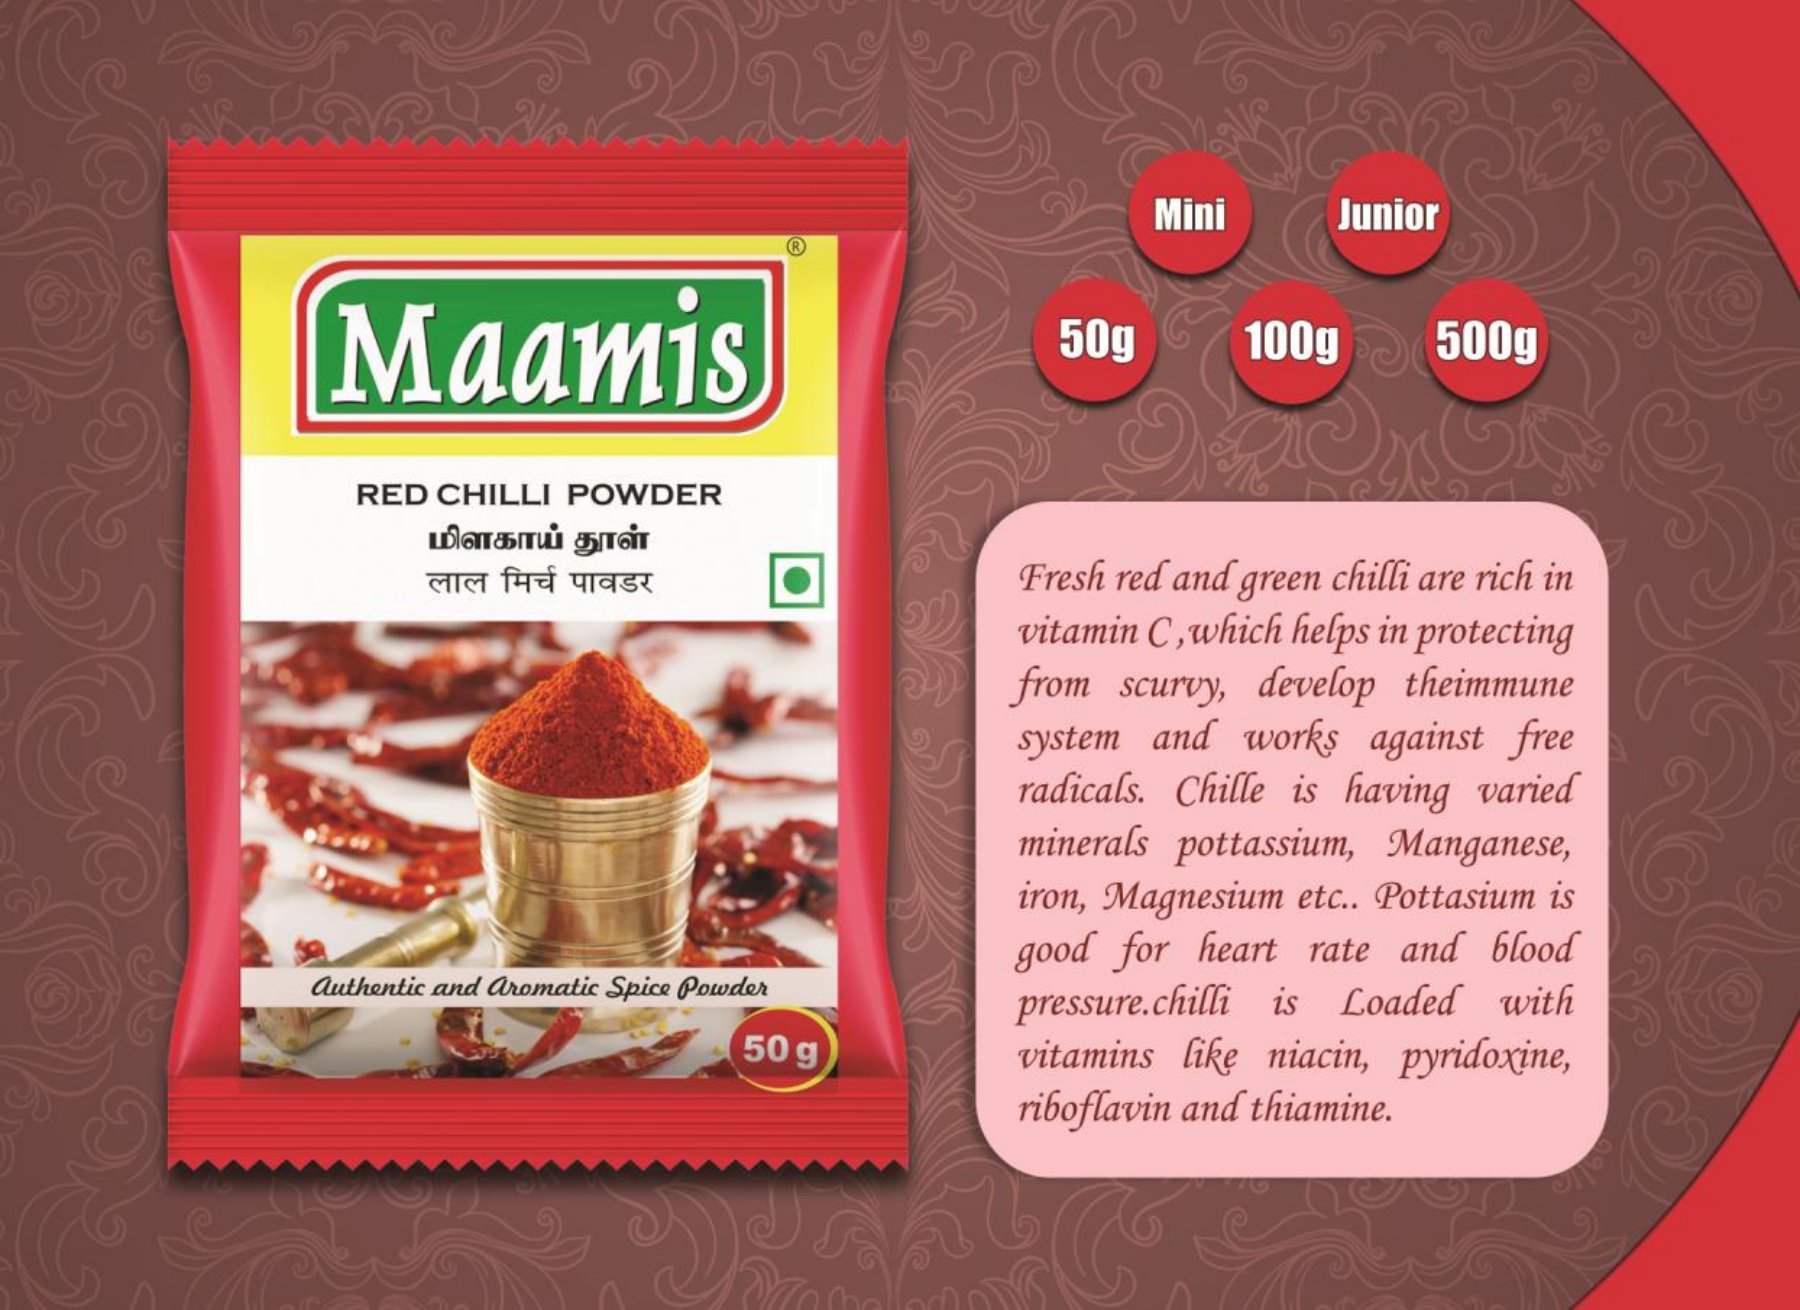 ®
Maamis
RED CHILLI POWDER
மிளகாய் தூள்
लाल मिर्च पावडर
Authentic and Aromatic Spice Powder
50 g
Mini
Junior
50g
100g
500g
Fresh red and green chilli are rich in
vitamin C ,which helps in protecting
from scurvy, develop theimmune
system and works against free
radicals. Chille is having varied
minerals pottassium, Manganese,
iron, Magnesium etc.. Pottasium is
good for heart rate and blood
pressure.chilli is Loaded with
vitamins like niacin, pyridoxine,
riboflavin and thiamine.